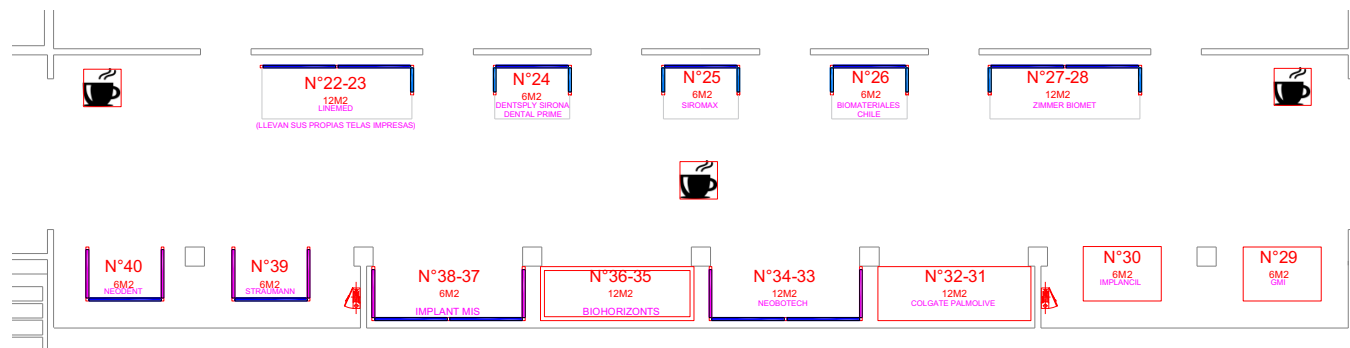 N°22-23
12M2
LINEMED
(LLEVAN SUS PROPIAS TELAS IMPRESAS)
N°24
6M2
DENTSPLY SIRONA
DENTAL PRIME
N°25
6M2
SIROMAX
N°26
6M2
BIOMATERIALES
CHILE
N°27-28
12M2
ZIMMER BIOMET
N°40
6M2
NEODENT
N°39
6M2
STRAUMANN
N°38-37
6M2
IMPLANT MIS
N°36-35
12M2
BIOHORIZONTS
N°34-33
12M2
NEOBOTECH
N°32-31
12M2
COLGATE PALMOLIVE
N°30
6M2
IMPLANCIL
N°29
6M2
GMI